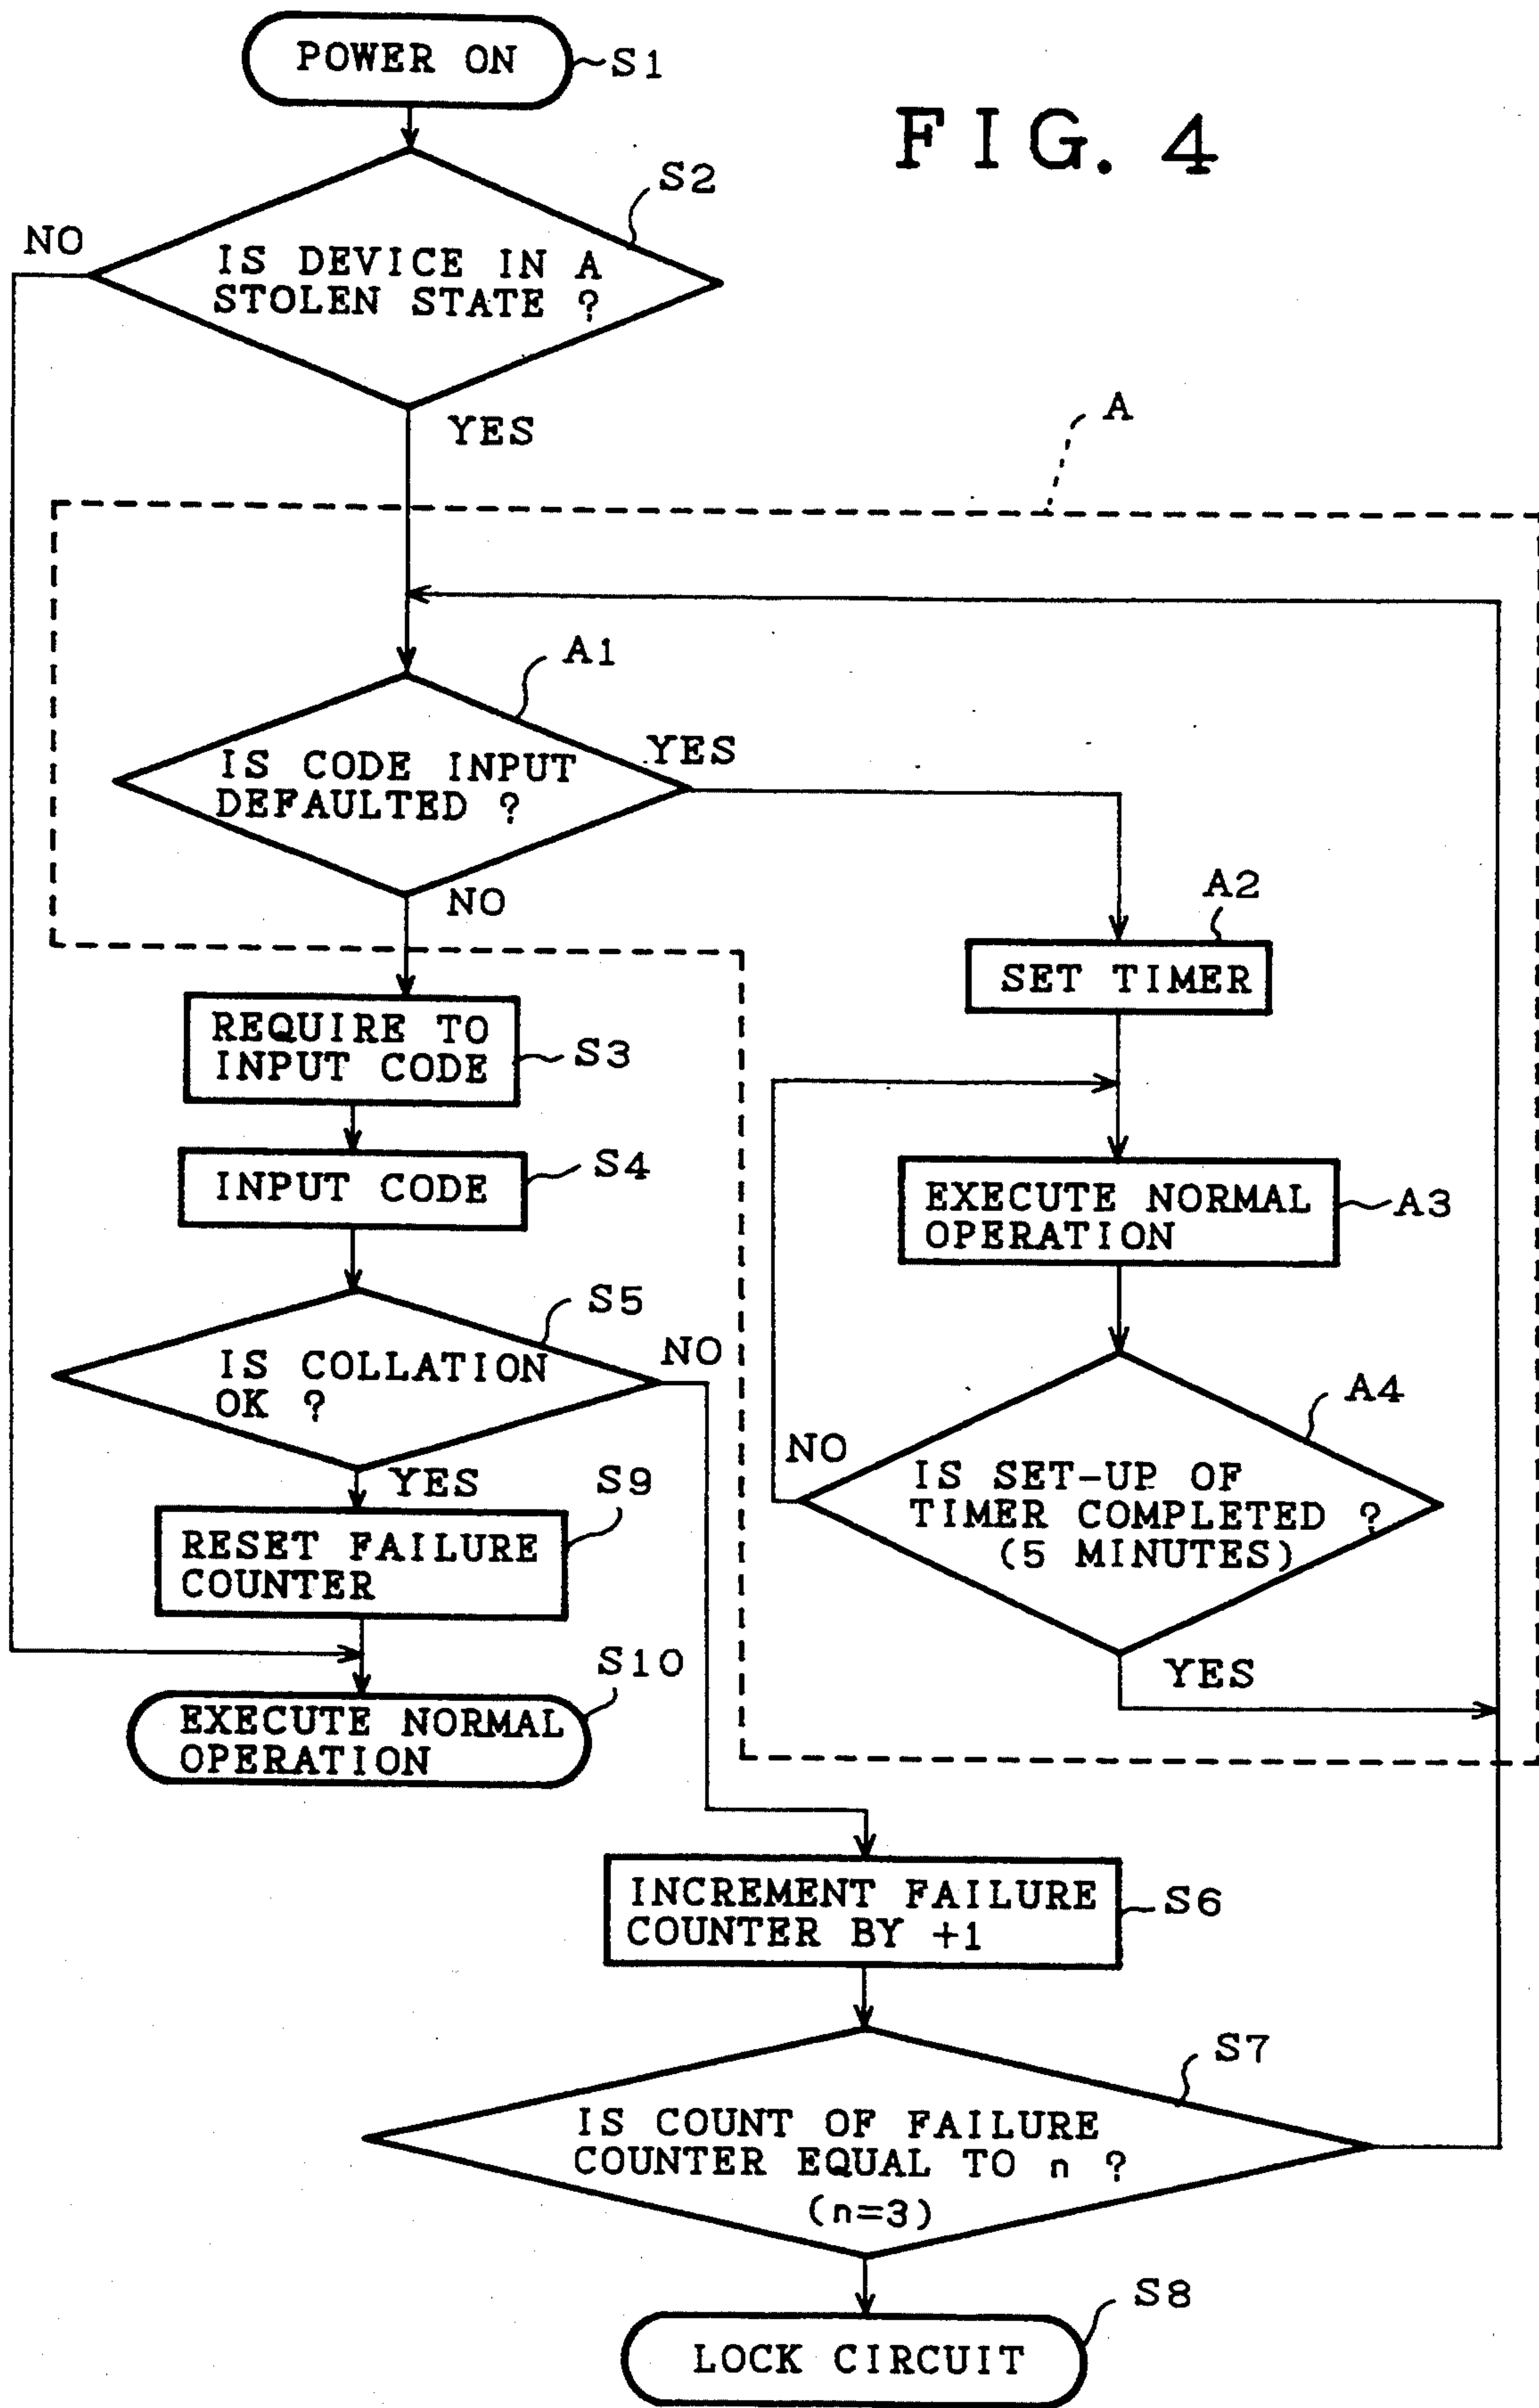 POWER ON
S1
FIG. 4
S2
NO
IS DEVICE IN A
STOLEN STATE ?
YES
A
A1
IS CODE INPUT
DEFAULTED ?
YES
NO
A2
SET TIMER
REQUIRE TO
INPUT CODE
S3
INPUT CODE
S4
EXECUTE NORMAL
OPERATION
A3
S5
IS COLLATION
OK ?
NO
YES
A4
NO
IS SET-UP OF
TIMER COMPLETED ?
(5 MINUTES)
YES
S9
RESET FAILURE
COUNTER
S10
EXECUTE NORMAL
OPERATION
INCREMENT FAILURE
COUNTER BY +1
S6
S7
IS COUNT OF FAILURE
COUNTER EQUAL TO n ?
(n=3)
S8
LOCK CIRCUIT